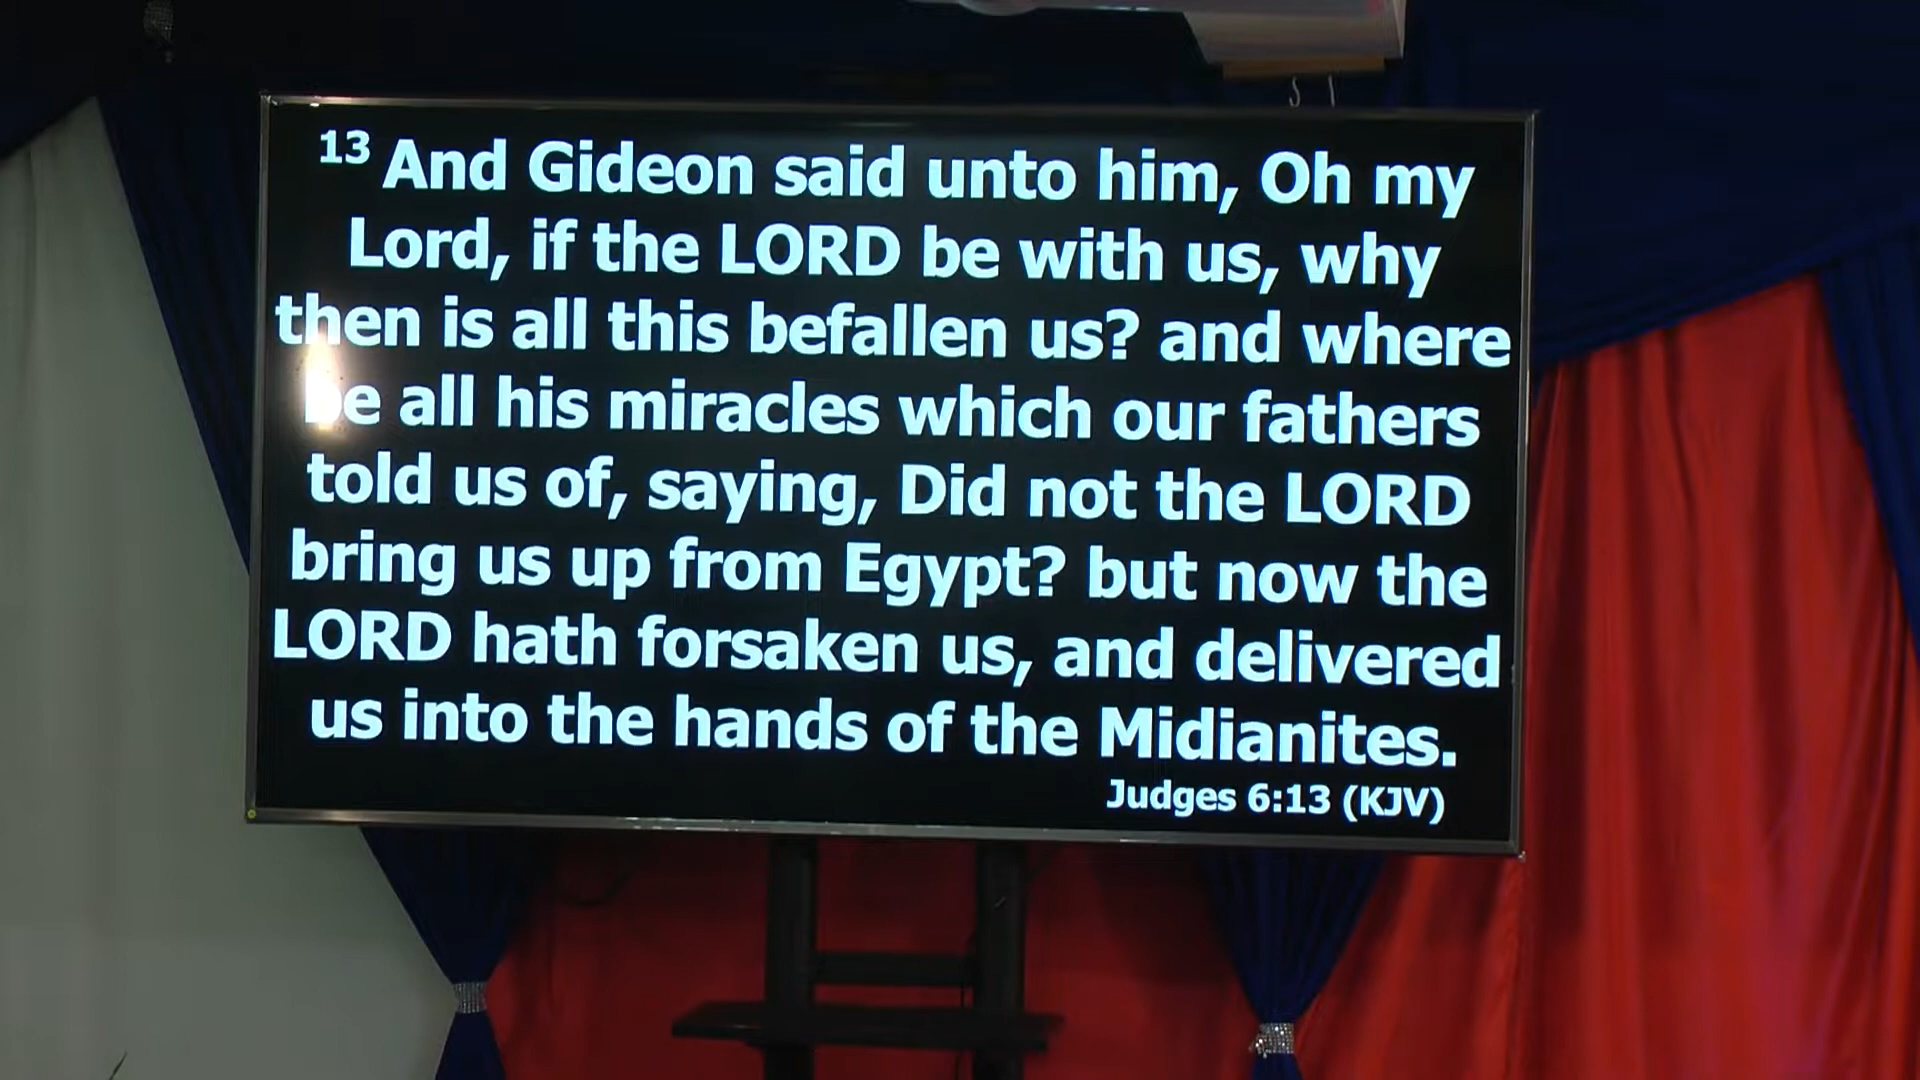 13 And Gideon said unto him, Oh my
Lord, if the LORD be with us, why
then is all this befallen us? and where
be all his miracles which our fathers
told us of, saying, Did not the LORD
bring us up from Egypt? but now the
LORD hath forsaken us, and delivered
us into the hands of the Midianites.
Judges 6:13 (KJV)